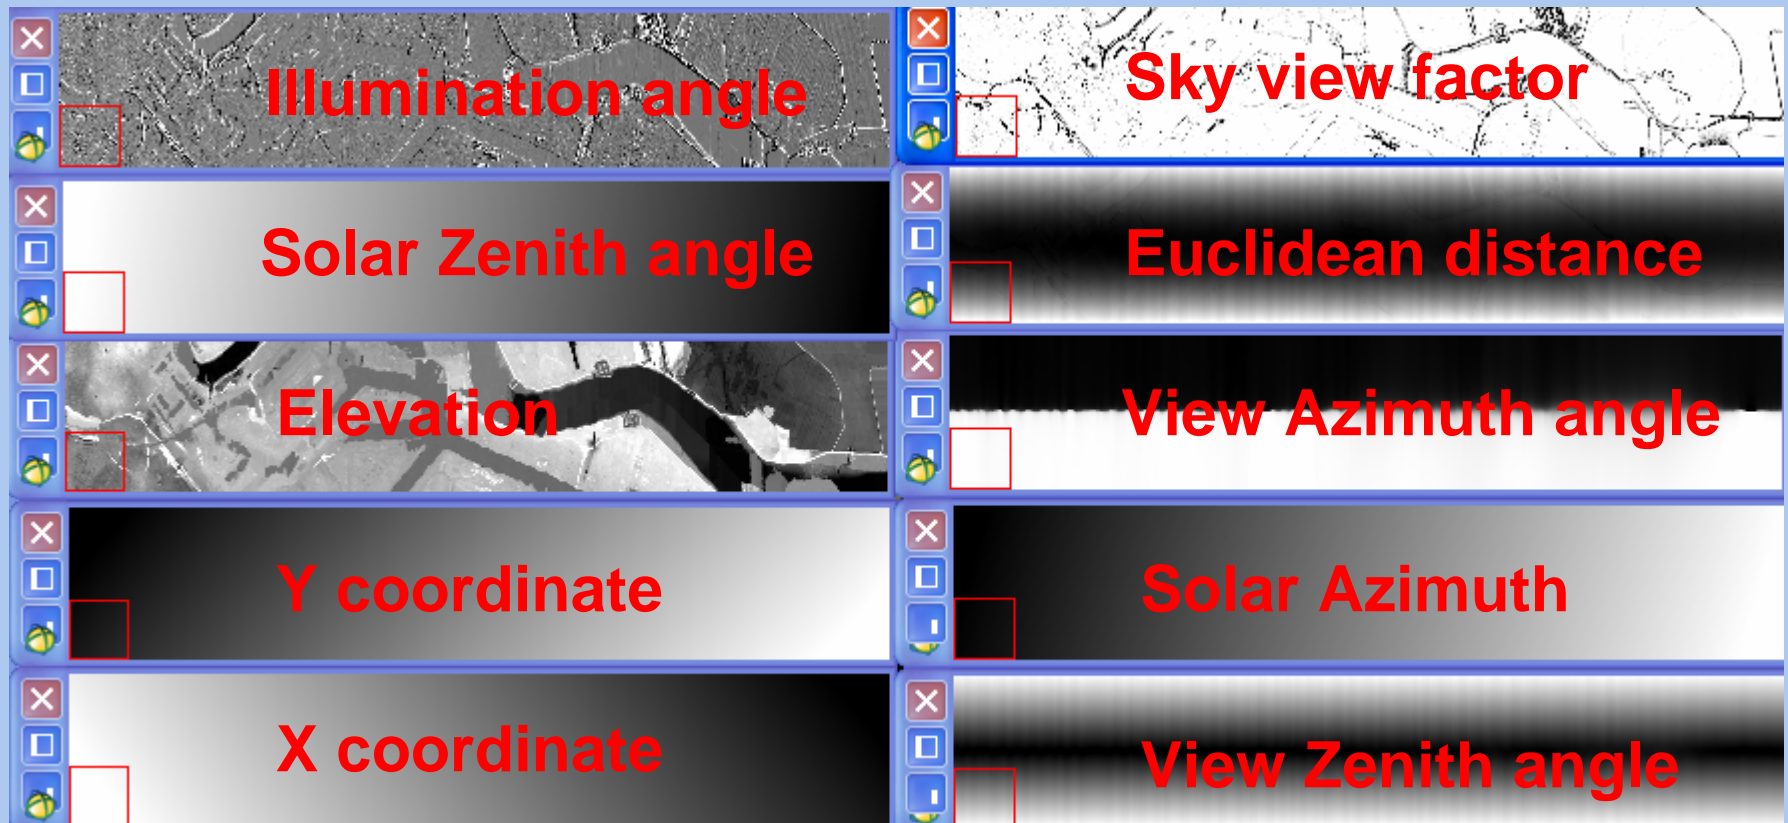 Illumination angle
Sky view factor
Solar Zenith angle
Euclidean distance
Elevation
View Azimuth angle
Y coordinate
Solar Azimuth
X coordinate
View Zenith angle